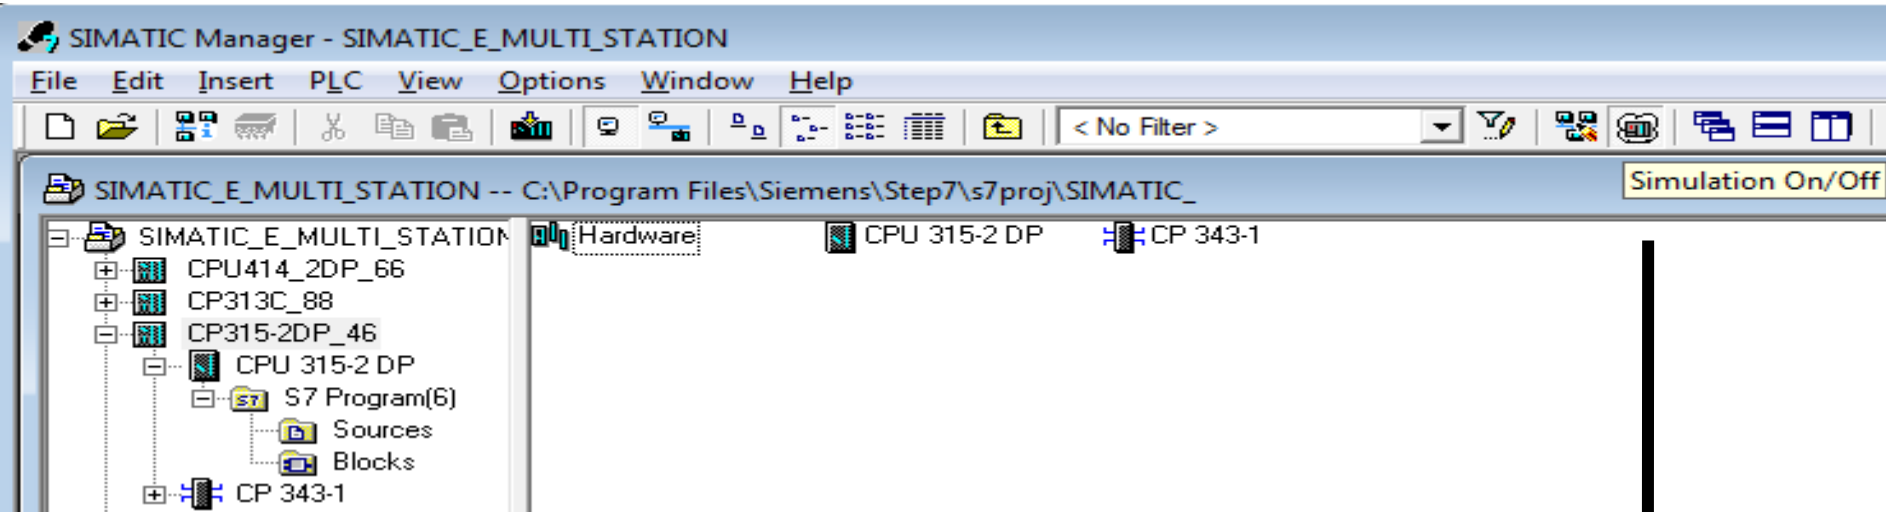 SIMATIC Manager - SIMATIC_E_MULTI_STATION
File Edit Insert PLC View Options Window Help
< No Filter >
Simulation On/Off
SIMATIC_E_MULTI_STATION -- C:\Program Files\Siemens\Step7\s7proj\SIMATIC_
SIMATIC_E_MULTI_STATION
CPU414_2DP_66
CP313C_88
CP315-2DP_46
CPU 315-2 DP
S7 Program(6)
Sources
Blocks
CP 343-1
Hardware CPU 315-2 DP CP 343-1